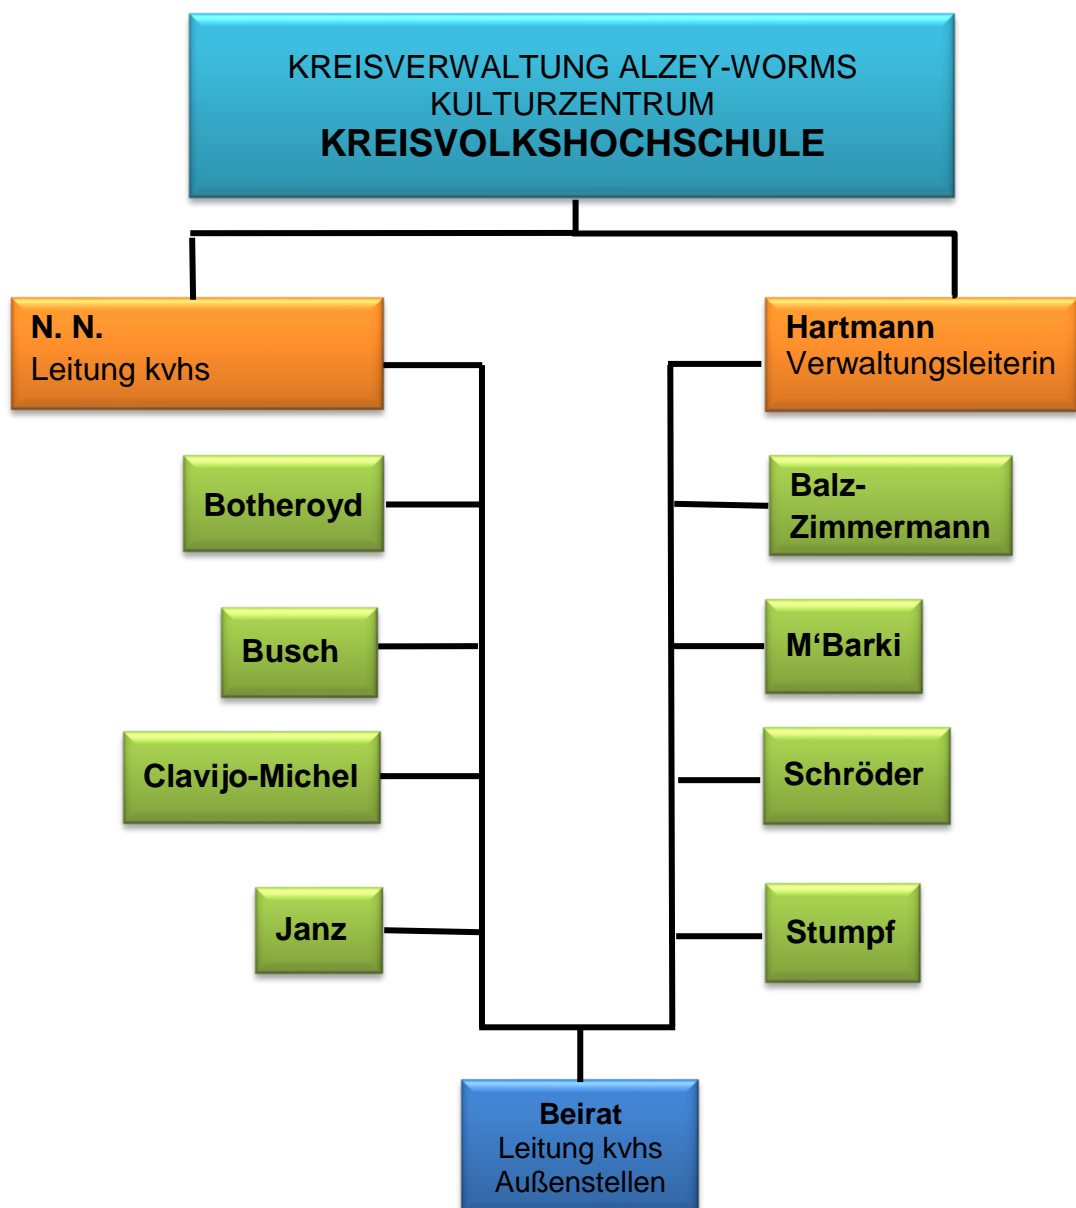 KREISVERWALTUNG ALZEY-WORMS
KULTURZENTRUM
KREISVOLKSHOCHSCHULE
N. N.
Leitung kvhs
Hartmann
Verwaltungsleiterin
Botheroyd
Balz-
Zimmermann
Busch
M‘Barki
Clavijo-Michel
Schröder
Janz
Stumpf
Beirat
Leitung kvhs
Außenstellen